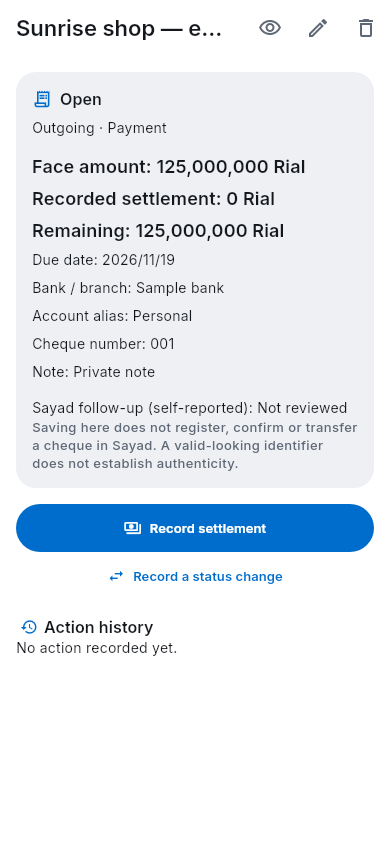 Sunrise shop — e...
Open
Outgoing · Payment
Face amount: 125,000,000 Rial
Recorded settlement: 0 Rial
Remaining: 125,000,000 Rial
Due date: 2026/11/19
Bank / branch: Sample bank
Account alias: Personal
Cheque number: 001
Note: Private note
Sayad follow-up (self-reported): Not reviewed
Saving here does not register, confirm or transfer
a cheque in Sayad. A valid-looking identifier
does not establish authenticity.
Record settlement
Record a status change
Action history
No action recorded yet.